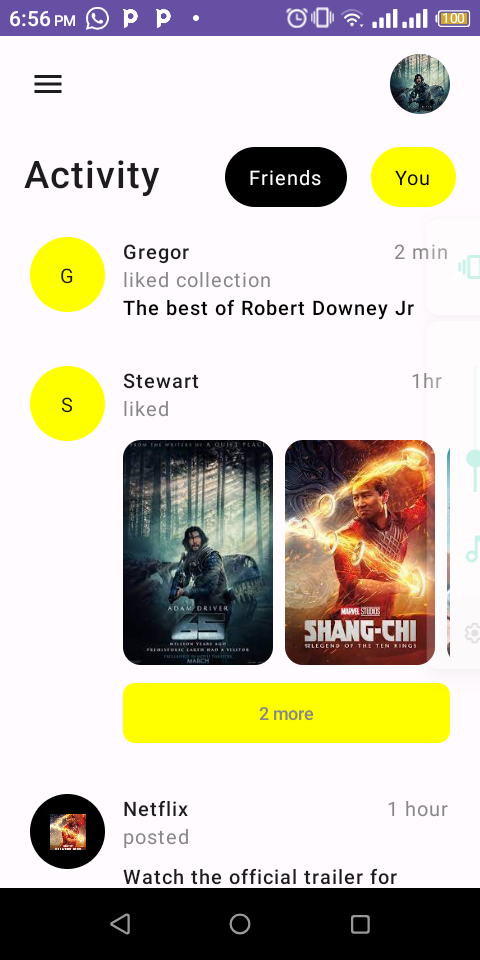 6:56 PM
100
Activity
Friends
You
G
Gregor
2 min
liked collection
The best of Robert Downey Jr
S
Stewart
1hr
liked
FROM THE WRITERS OF A QUIET PLACE
ADAM DRIVER
65
MILLION YEARS AGO
PREHISTORIC EARTH HAD A VISITOR
MARCH
MARVEL STUDIOS
SHANG-CHI
LEGEND OF THE TEN RINGS
2 more
Netflix
1 hour
posted
Watch the official trailer for